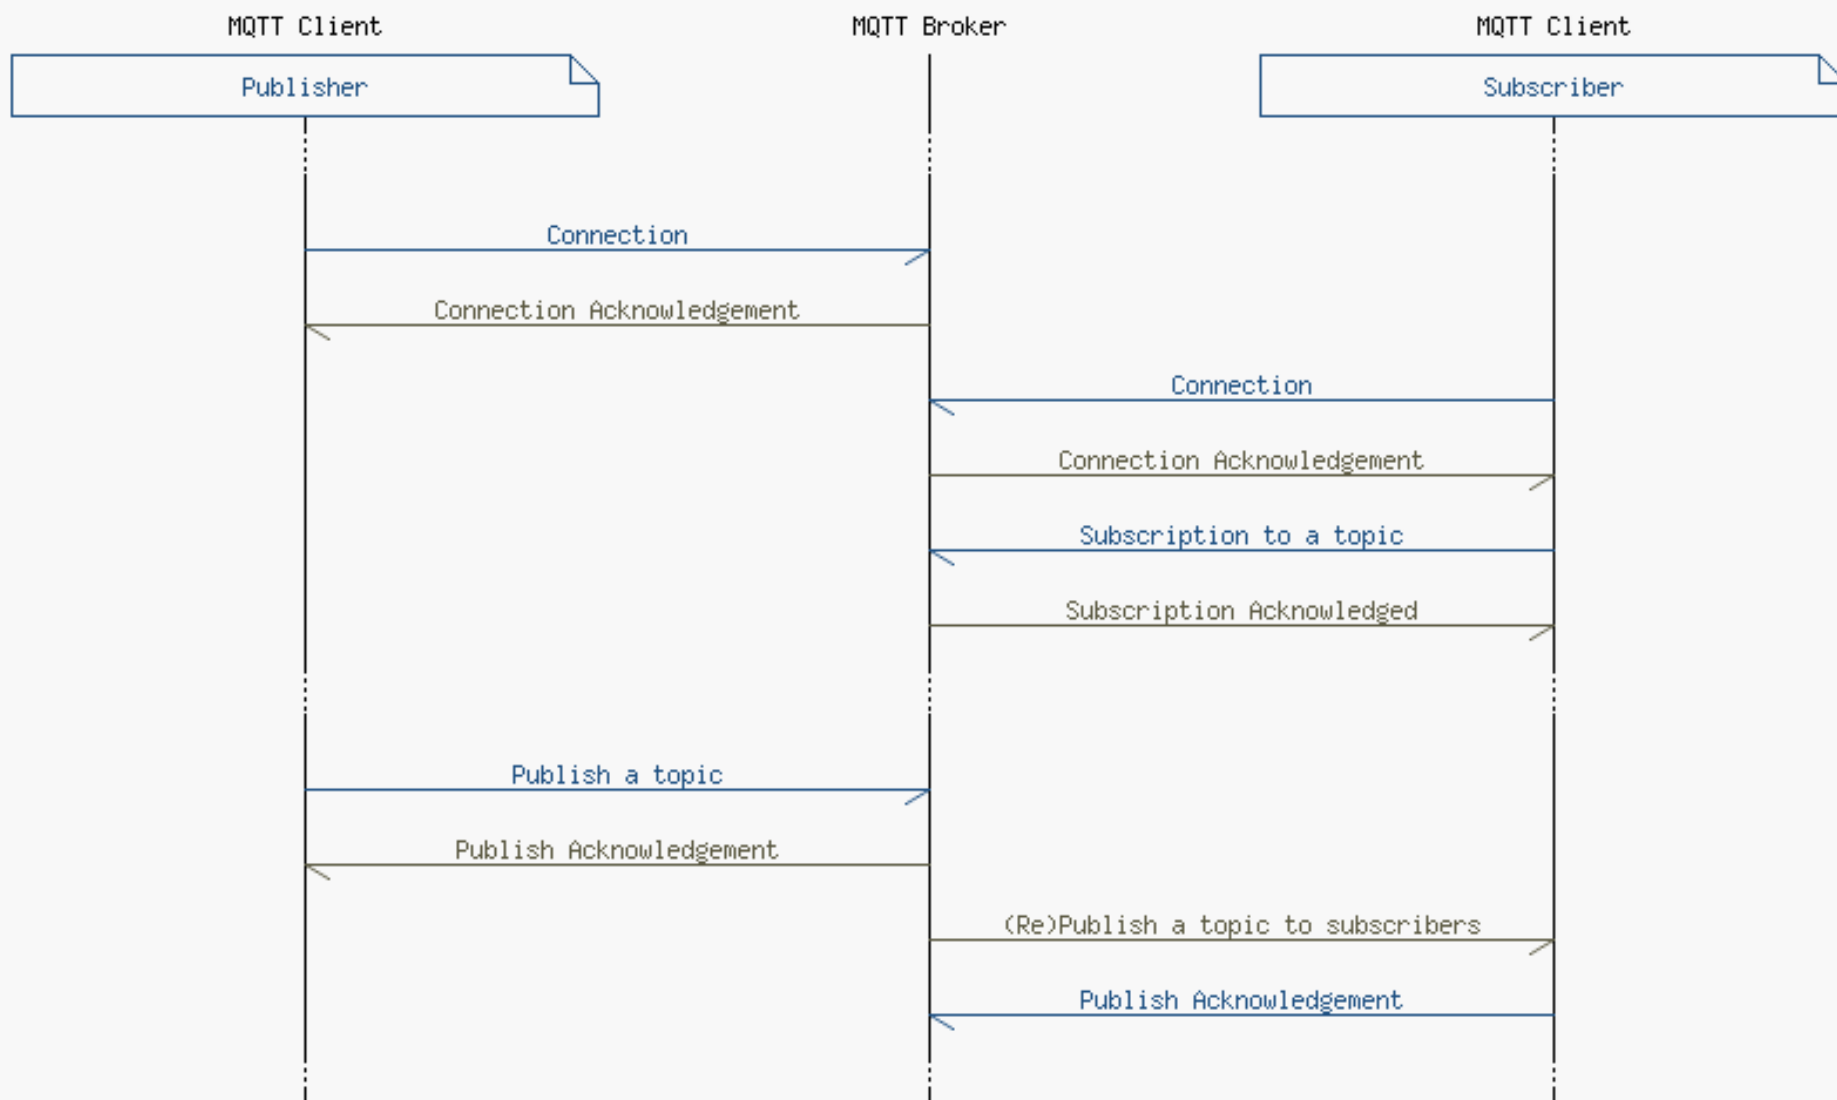 MQTT Client
MQTT Broker
MQTT Client
Publisher
Subscriber
Connection
Connection Acknowledgement
Connection
Connection Acknowledgement
Subscription to a topic
Subscription Acknowledged
Publish a topic
Publish Acknowledgement
(Re)Publish a topic to subscribers
Publish Acknowledgement